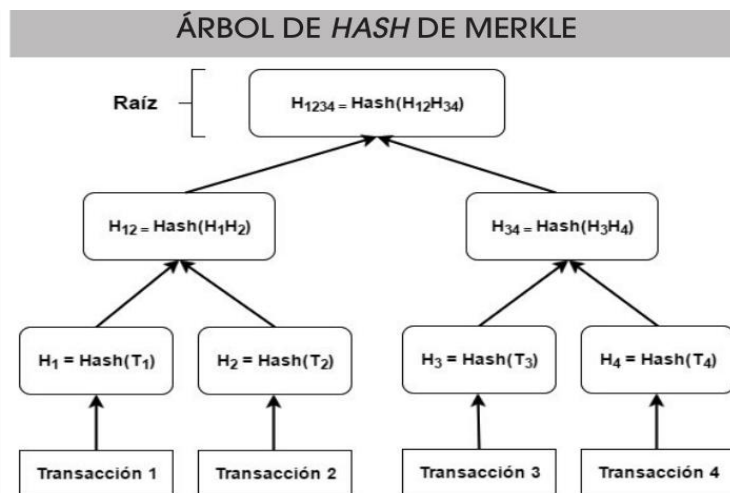 ÁRBOL DE HASH DE MERKLE
Raíz
H1234 = Hash(H12H34)
H12 = Hash(H1H2)
H34 = Hash(H3H4)
H1 = Hash(T1)
H2 = Hash(T2)
H3 = Hash(T3)
H4 = Hash(T4)
Transacción 1
Transacción 2
Transacción 3
Transacción 4